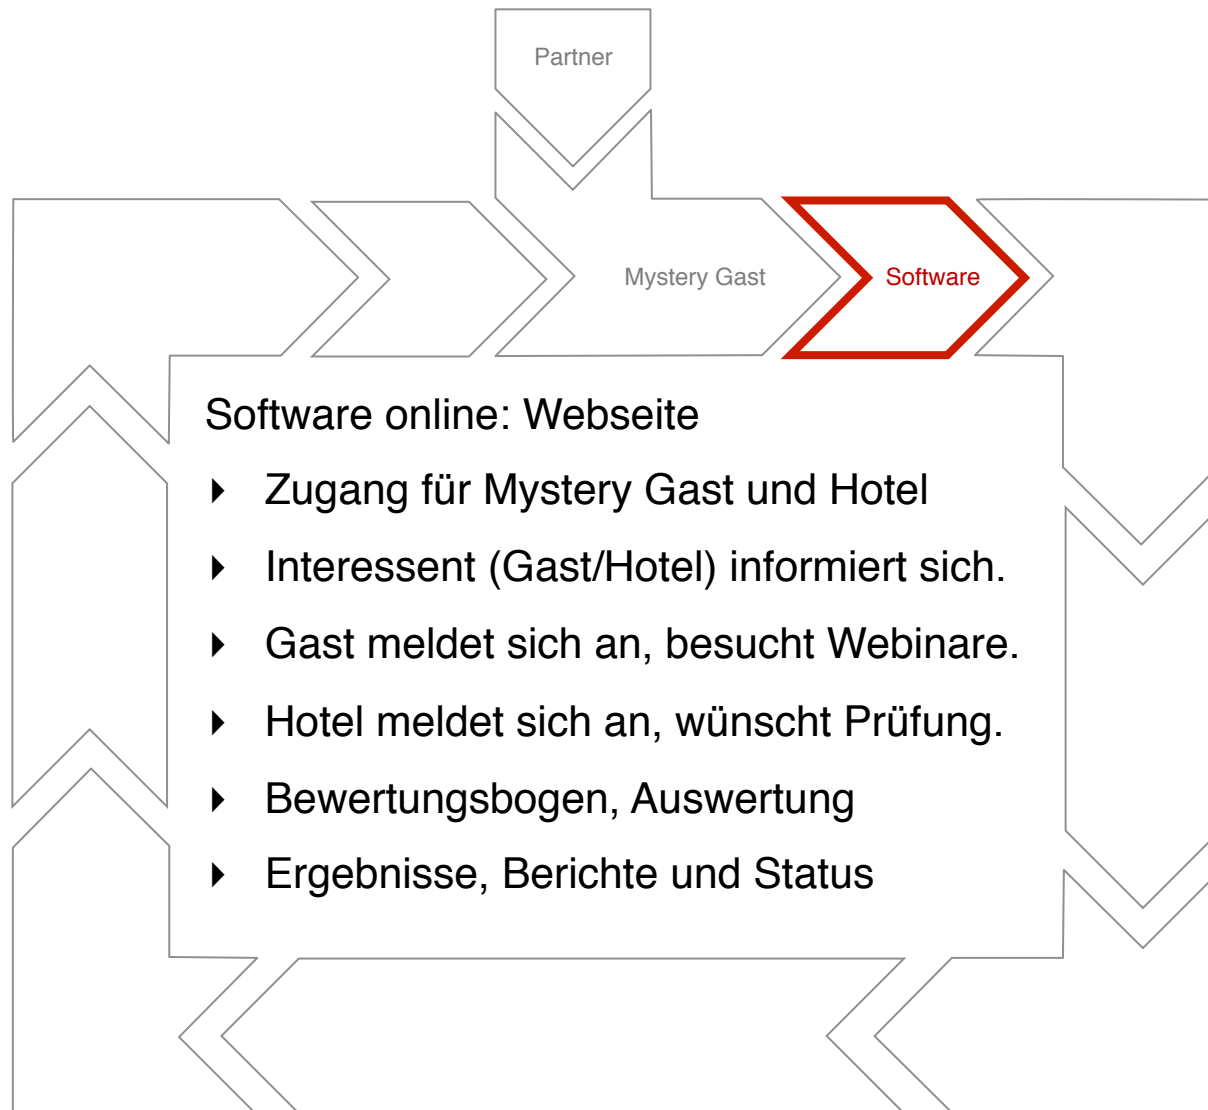 Partner
Mystery Gast
Software
Software online: Webseite
Zugang für Mystery Gast und Hotel
Interessent (Gast/Hotel) informiert sich.
Gast meldet sich an, besucht Webinare.
Hotel meldet sich an, wünscht Prüfung.
Bewertungsbogen, Auswertung
Ergebnisse, Berichte und Status